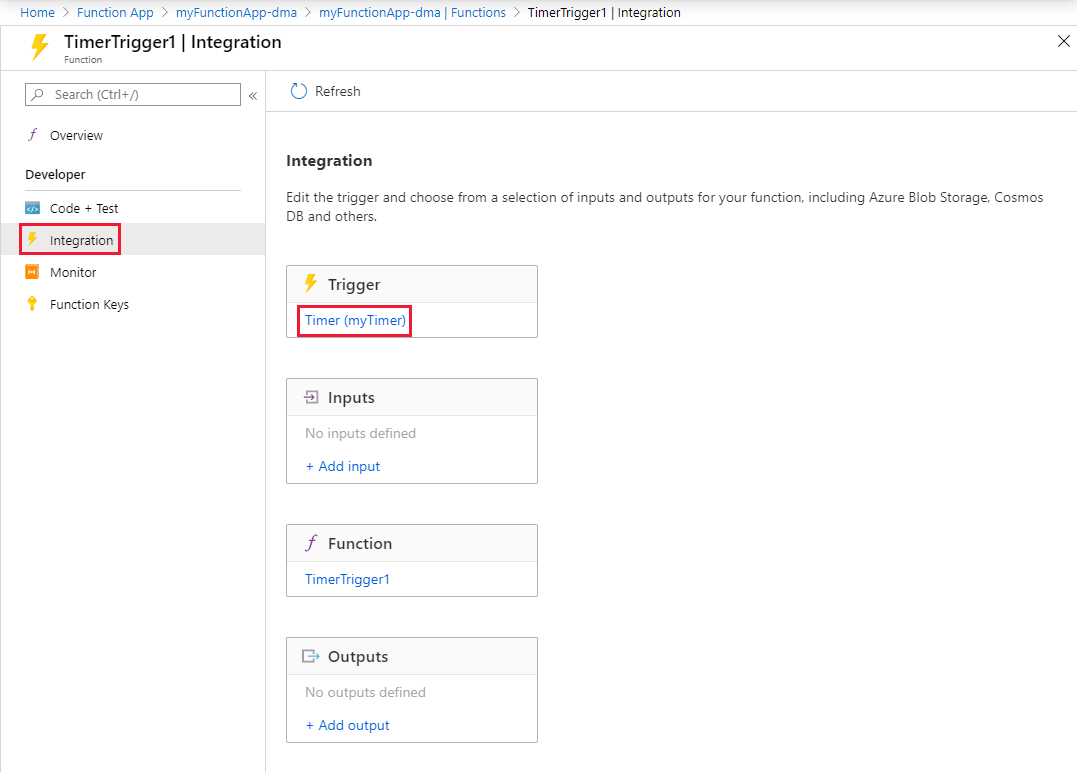 Home > Function App > myFunctionApp-dma > myFunctionApp-dma | Functions > TimerTrigger1 | Integration
TimerTrigger1 | Integration
Function
Search (Ctrl+/)
«
Overview
Developer
Code + Test
Integration
Monitor
Function Keys
Refresh
Integration
Edit the trigger and choose from a selection of inputs and outputs for your function, including Azure Blob Storage, Cosmos
DB and others.
Trigger
Timer (myTimer)
Inputs
No inputs defined
+ Add input
Function
TimerTrigger1
Outputs
No outputs defined
+ Add output